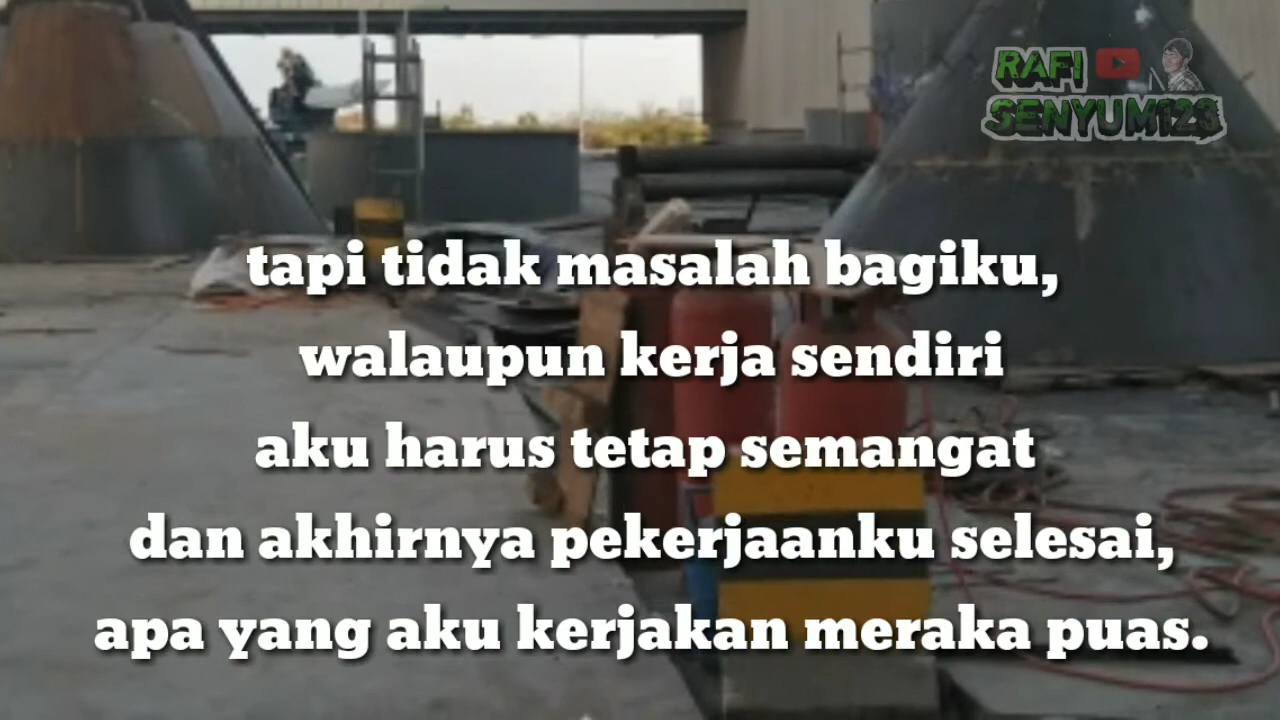 RAFI
SENYUM123
tapi tidak masalah bagiku,
walaupun kerja sendiri
aku harus tetap semangat
dan akhirnya pekerjaanku selesai,
apa yang aku kerjakan meraka puas.